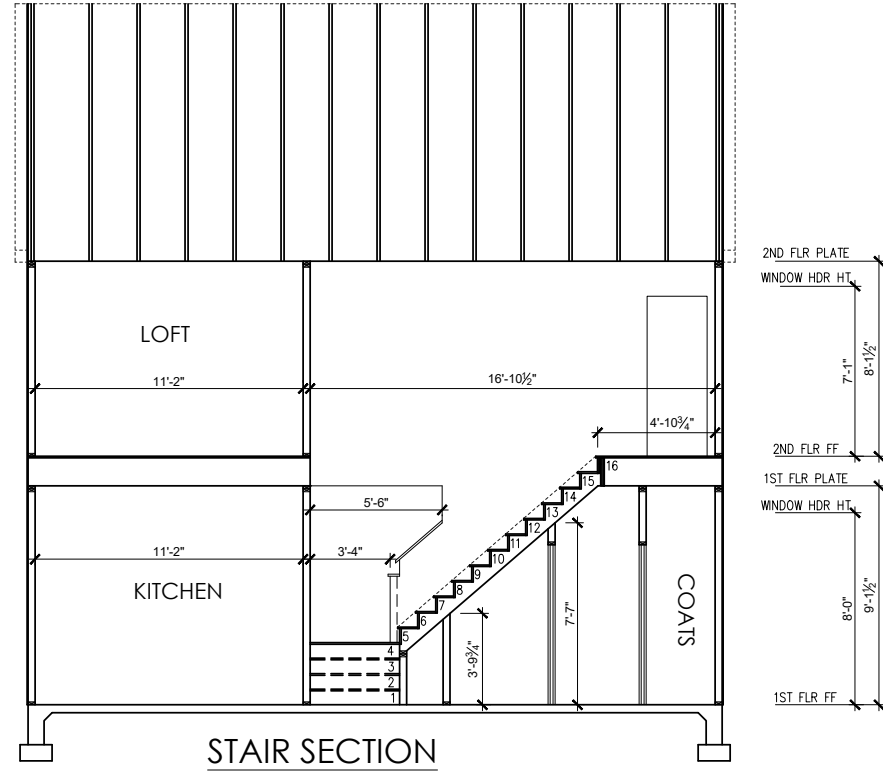 2ND FLR PLATE
WINDOW HDR HT
LOFT
7'-1"
8'-1½"
11'-2"
16'-10½"
4'-10¾"
2ND FLR FF
16
1ST FLR PLATE
15
14
5'-6"
WINDOW HDR HT
13
12
11
11'-2"
3'-4"
10
9
KITCHEN
8
COATS
7
7'-7"
8'-0"
9'-1½"
6
5
3'-9¾"
4
3
2
1
1ST FLR FF
STAIR SECTION